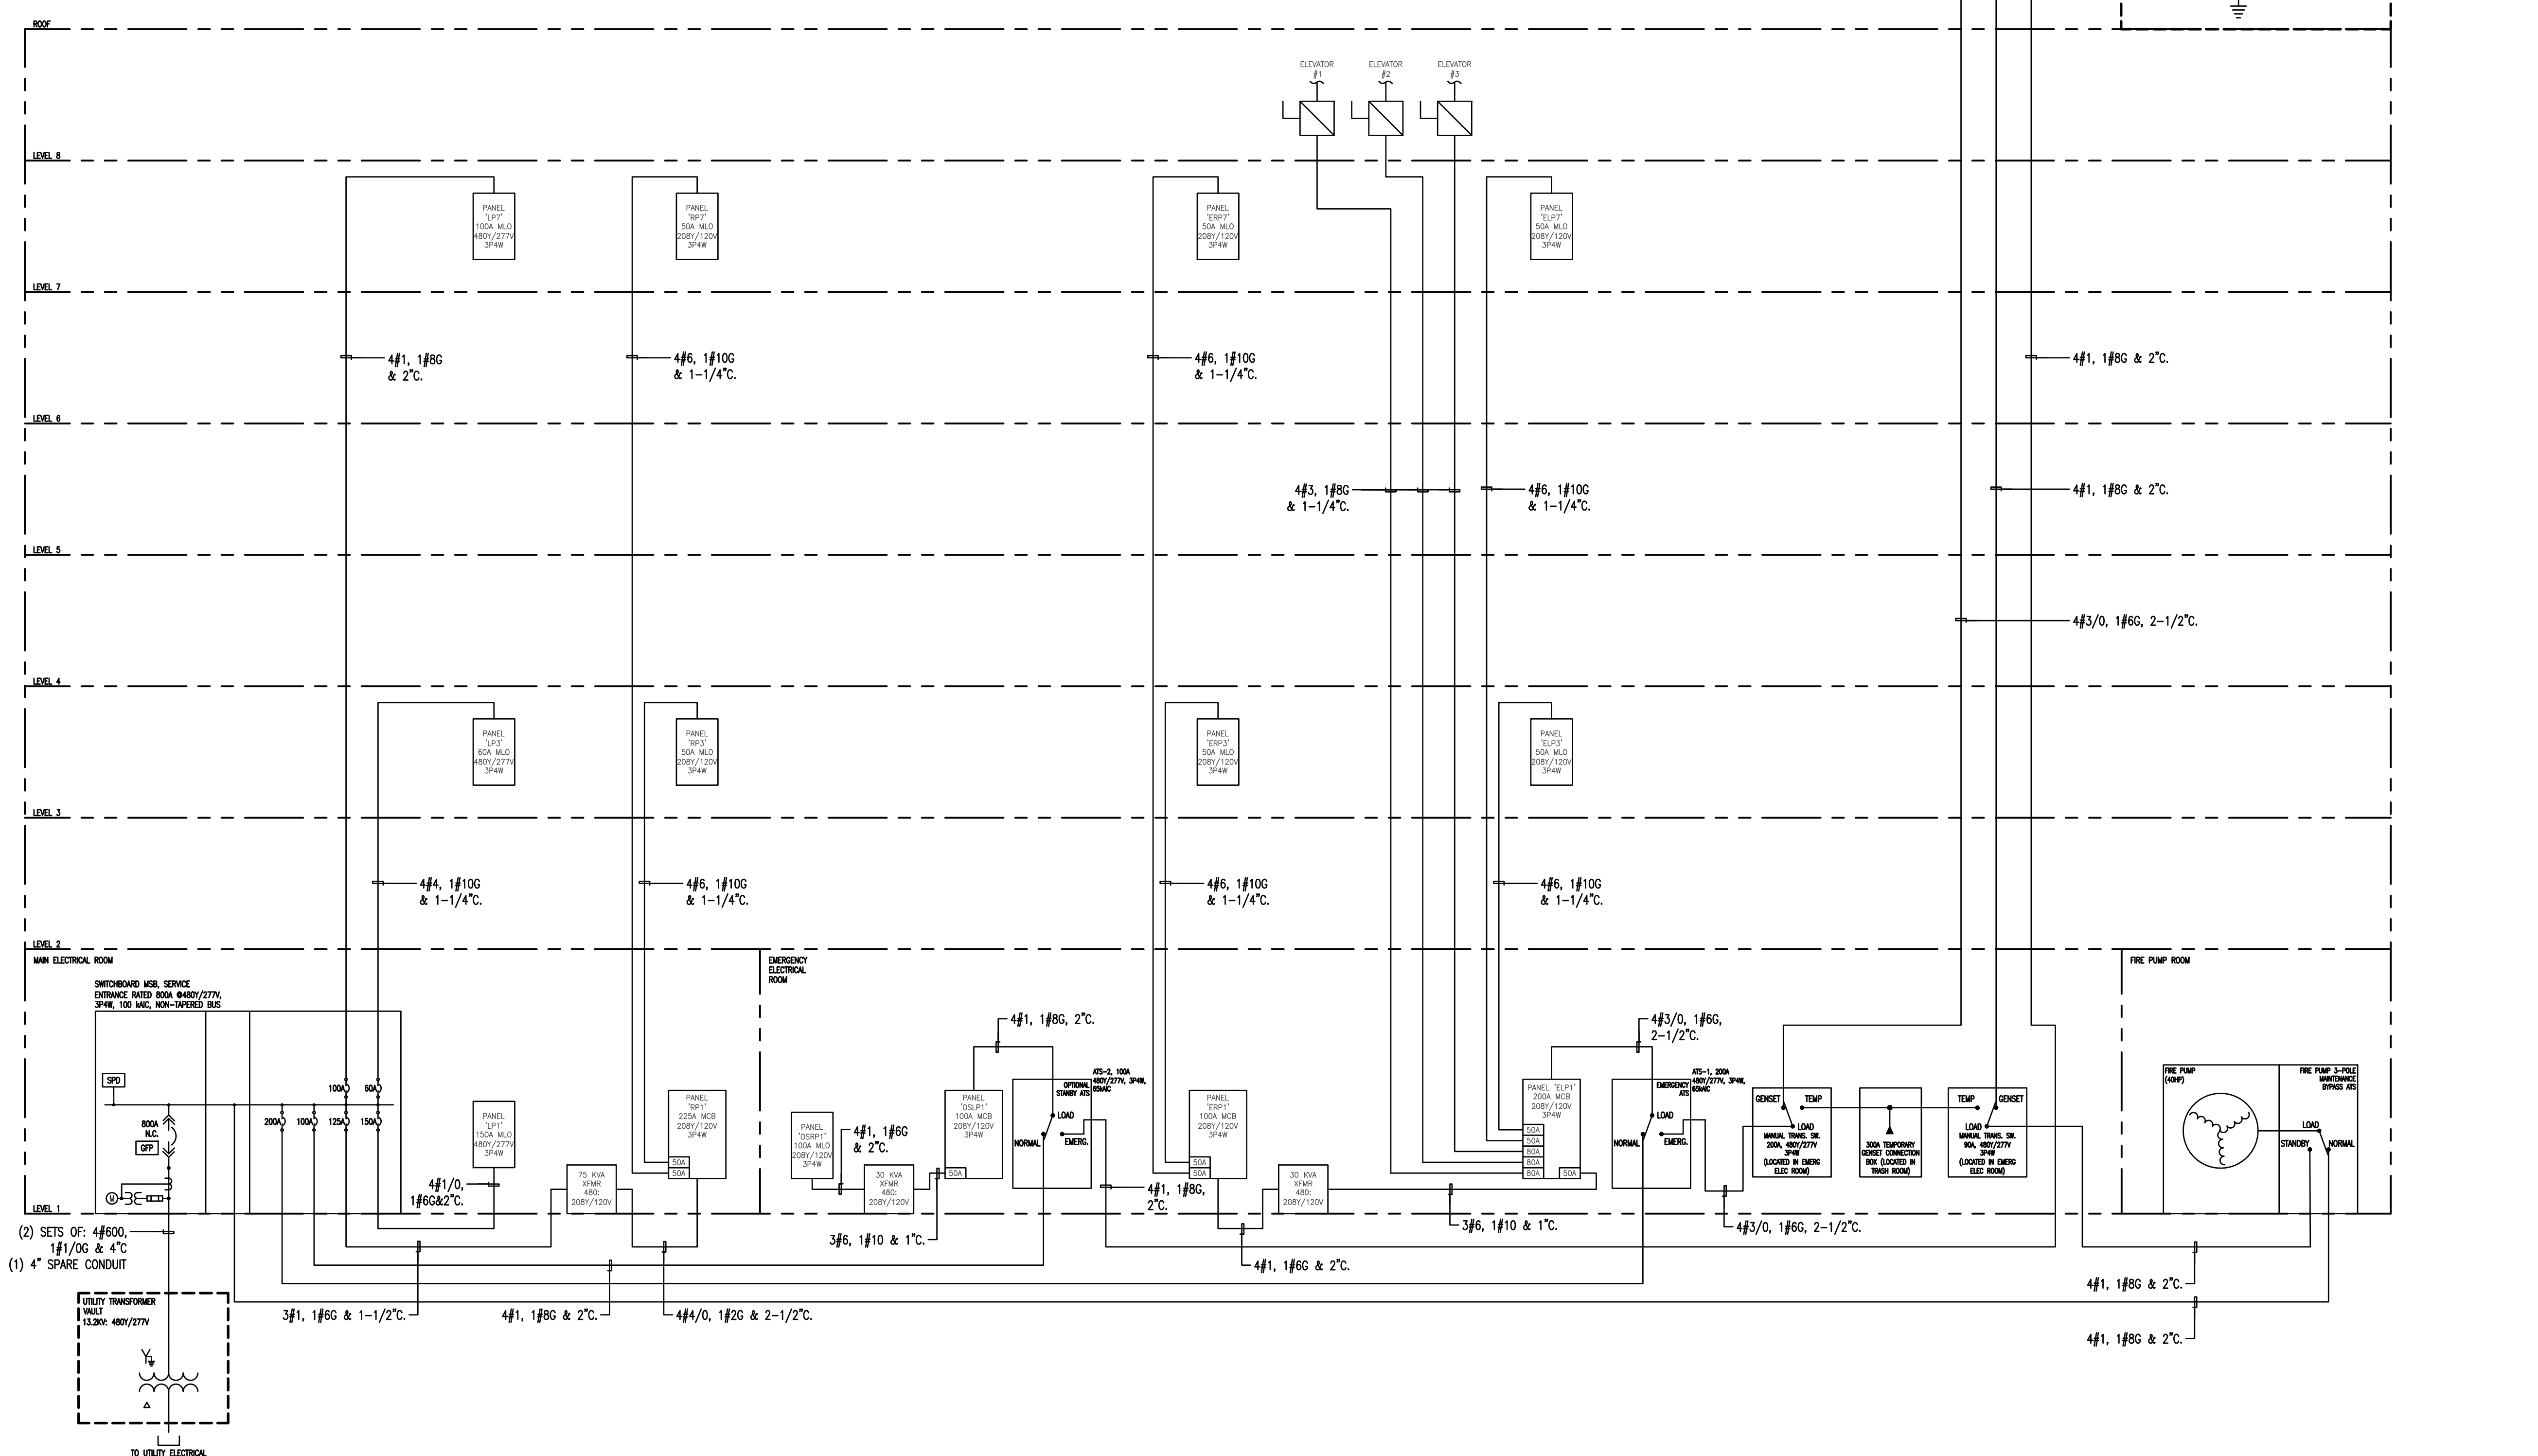 ROOF
ELEVATOR
#1
ELEVATOR
#2
ELEVATOR
#3
LEVEL 8
PANEL
'LP7'
100A MLO
480Y/277V
3P4W
PANEL
'RP7'
50A MLO
208Y/120V
3P4W
PANEL
'ERP7'
50A MLO
208Y/120V
3P4W
PANEL
'ELP7'
50A MLO
208Y/120V
3P4W
LEVEL 7
4#1, 1#8G
& 2"C.
4#6, 1#10G
& 1-1/4"C.
4#6, 1#10G
& 1-1/4"C.
4#1, 1#8G & 2"C.
LEVEL 6
4#3, 1#8G
& 1-1/4"C.
4#6, 1#10G
& 1-1/4"C.
4#1, 1#8G & 2"C.
LEVEL 5
4#3/0, 1#6G, 2-1/2"C.
LEVEL 4
PANEL
'LP3'
60A MLO
480Y/277V
3P4W
PANEL
'RP3'
50A MLO
208Y/120V
3P4W
PANEL
'ERP3'
50A MLO
208Y/120V
3P4W
PANEL
'ELP3'
50A MLO
208Y/120V
3P4W
LEVEL 3
4#4, 1#10G
& 1-1/4"C.
4#6, 1#10G
& 1-1/4"C.
4#6, 1#10G
& 1-1/4"C.
4#6, 1#10G
& 1-1/4"C.
LEVEL 2
MAIN ELECTRICAL ROOM
EMERGENCY
ELECTRICAL
ROOM
FIRE PUMP ROOM
SWITCHBOARD MSB, SERVICE
ENTRANCE RATED 800A @480Y/277V,
3P4W, 100 kAIC, NON-TAPERED BUS
SPD
800A
N.C.
GFP
M
100A
60A
200A
100A
125A
150A
PANEL
'LP1'
150A MLO
480Y/277V
3P4W
4#1/0,
1#6G&2"C.
75 KVA
XFMR
480:
208Y/120V
PANEL
'RP1'
225A MCB
208Y/120V
3P4W
50A
50A
PANEL
'OSRP1'
100A MLO
208Y/120V
3P4W
4#1, 1#6G
& 2"C.
30 KVA
XFMR
480:
208Y/120V
PANEL
'OSLP1'
100A MCB
208Y/120V
3P4W
50A
4#1, 1#8G, 2"C.
ATS-2, 100A
480Y/277V, 3P4W,
65kAIC
OPTIONAL
STANBY ATS
LOAD
NORMAL
EMERG.
4#1, 1#8G,
2"C.
PANEL
'ERP1'
100A MCB
208Y/120V
3P4W
50A
50A
30 KVA
XFMR
480:
208Y/120V
PANEL 'ELP1'
200A MCB
208Y/120V
3P4W
50A
50A
80A
80A
80A
50A
4#3/0, 1#6G,
2-1/2"C.
ATS-1, 200A
480Y/277V, 3P4W,
65kAIC
EMERGENCY
ATS
LOAD
NORMAL
EMERG.
GENSET
TEMP
LOAD
MANUAL TRANS. SW.
200A, 480Y/277V
3P4W
(LOCATED IN EMERG
ELEC ROOM)
300A TEMPORARY
GENSET CONNECTION
BOX (LOCATED IN
TRASH ROOM)
TEMP
GENSET
LOAD
MANUAL TRANS. SW.
90A, 480Y/277V
3P4W
(LOCATED IN EMERG
ELEC ROOM)
FIRE PUMP
(40HP)
FIRE PUMP 3-POLE
MAINTENANCE
BYPASS ATS
LOAD
STANDBY
NORMAL
LEVEL 1
(2) SETS OF: 4#600,
1#1/0G & 4"C
(1) 4" SPARE CONDUIT
3#6, 1#10 & 1"C.
4#1, 1#6G & 2"C.
3#6, 1#10 & 1"C.
4#3/0, 1#6G, 2-1/2"C.
4#1, 1#8G & 2"C.
3#1, 1#6G & 1-1/2"C.
4#1, 1#8G & 2"C.
4#4/0, 1#2G & 2-1/2"C.
4#1, 1#8G & 2"C.
UTILITY TRANSFORMER
VAULT
13.2KV: 480Y/277V
TO UTILITY ELECTRICAL